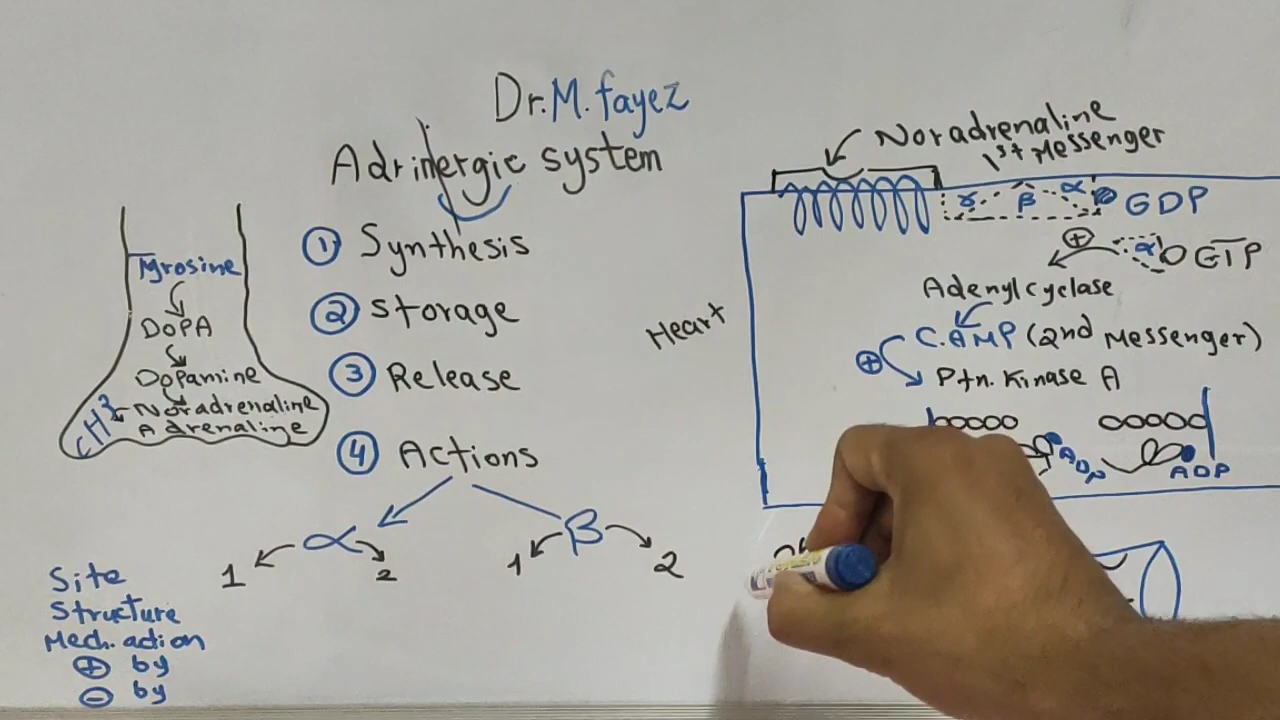 Dr. M. fayez
Adrinergic system
Tyrosine
DOPA
Dopamine
CH3
Noradrenaline
Adrenaline
① Synthesis
② Storage
③ Release
④ Actions
α
1
2
β
1
2
Site
Structure
Mech. action
⊕ by
⊖ by
Noradrenaline
1st Messenger
Heart
γ β α GDP
⊕ α GTP
Adenylcyclase
C.AMP (2nd Messenger)
⊕ Ptn. Kinase A
ADP
ADP